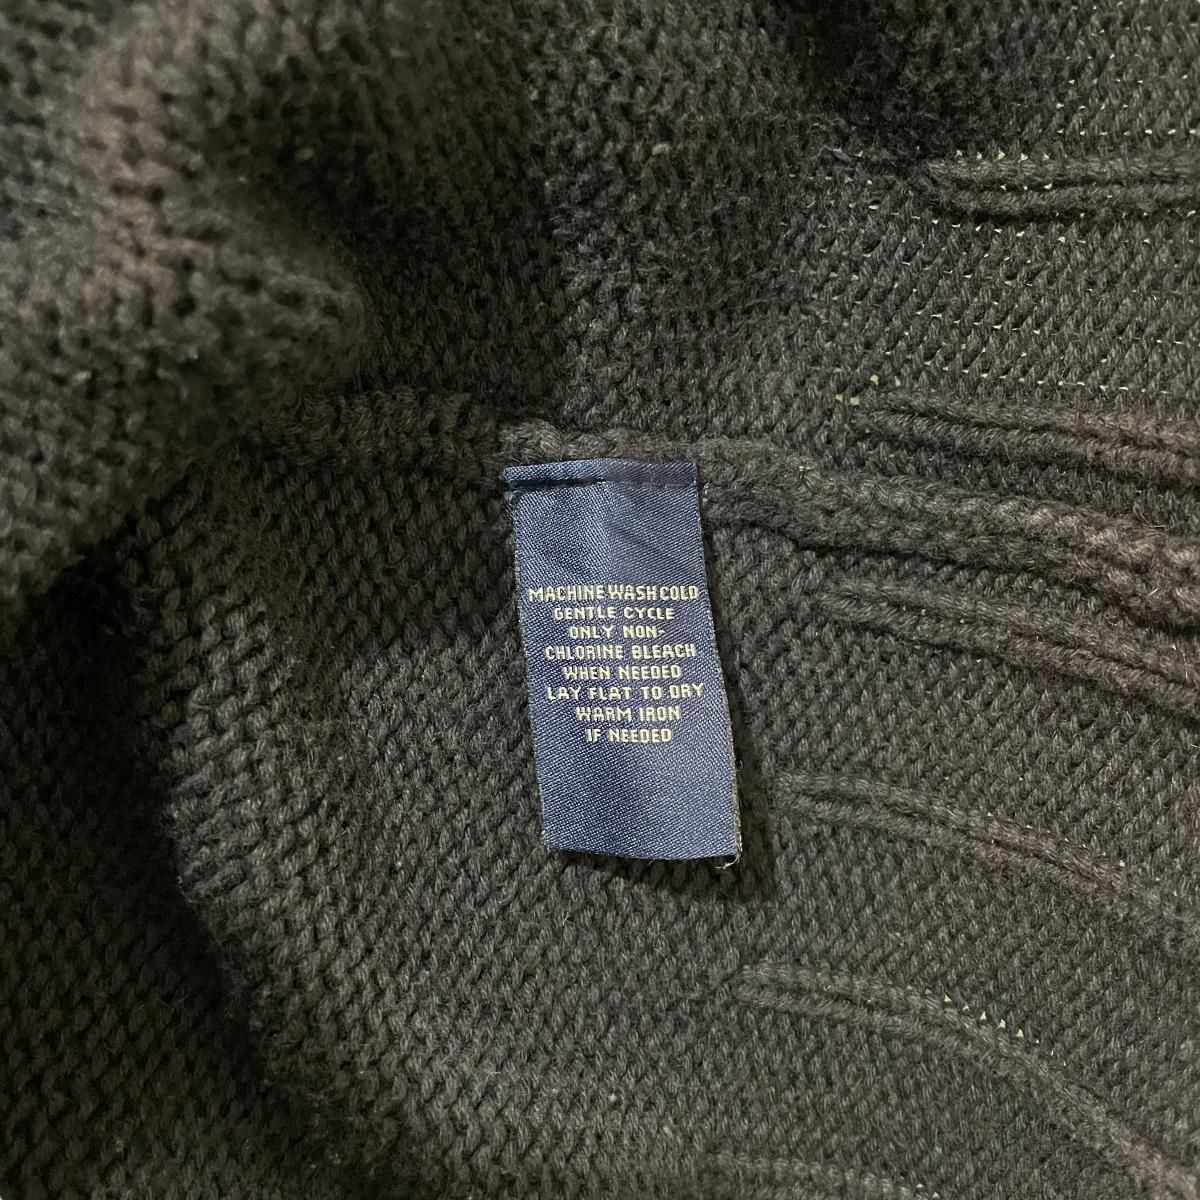 MACHINE WASH COLD
GENTLE CYCLE
ONLY NON-
CHLORINE BLEACH
WHEN NEEDED
LAY FLAT TO DRY
WARM IRON
IF NEEDED